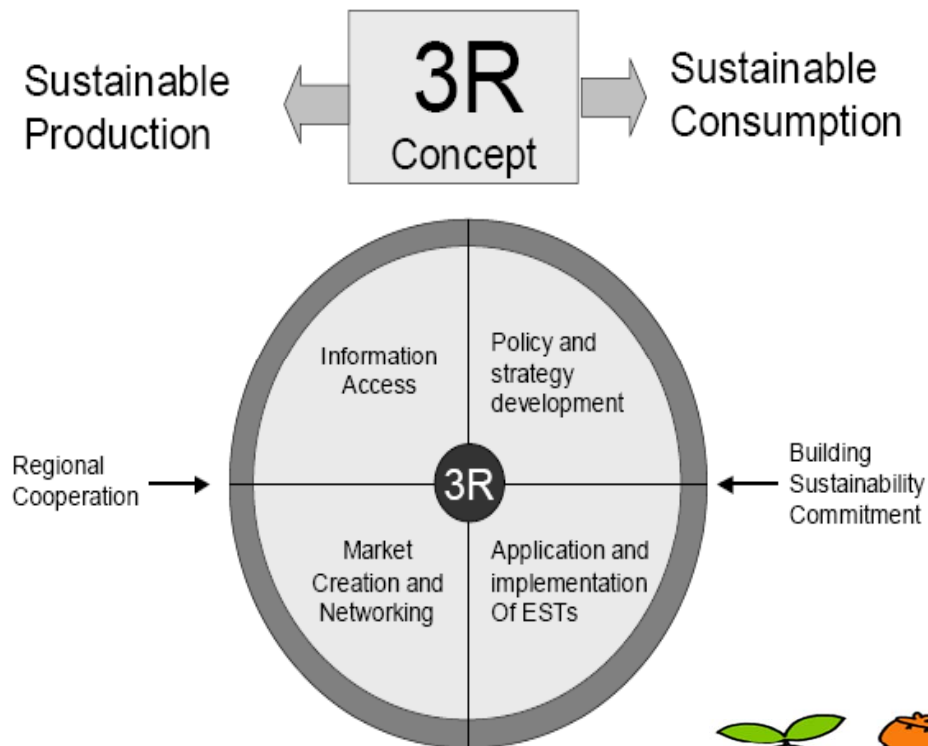 Sustainable
Production
3R
Concept
Sustainable
Consumption
Information
Access
Policy and
strategy
development
Regional
Cooperation
3R
Building
Sustainability
Commitment
Market
Creation and
Networking
Application and
implementation
Of ESTs